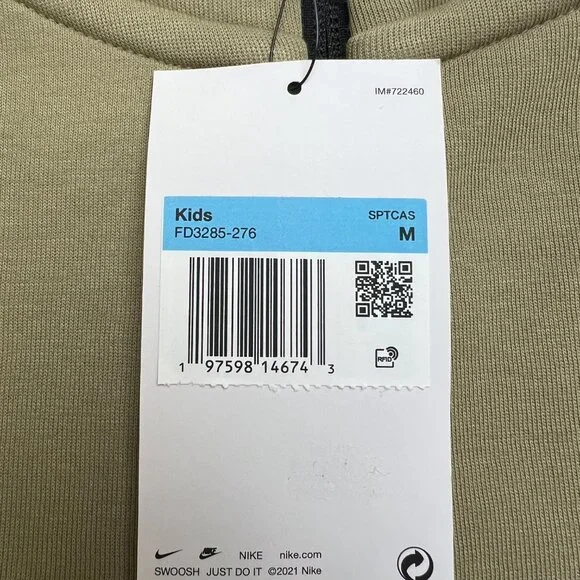 IM#722460
Kids SPTCAS
FD3285-276 M
1 97598 14674 3
RFID
NIKE nike.com
SWOOSH JUST DO IT ©2021 Nike